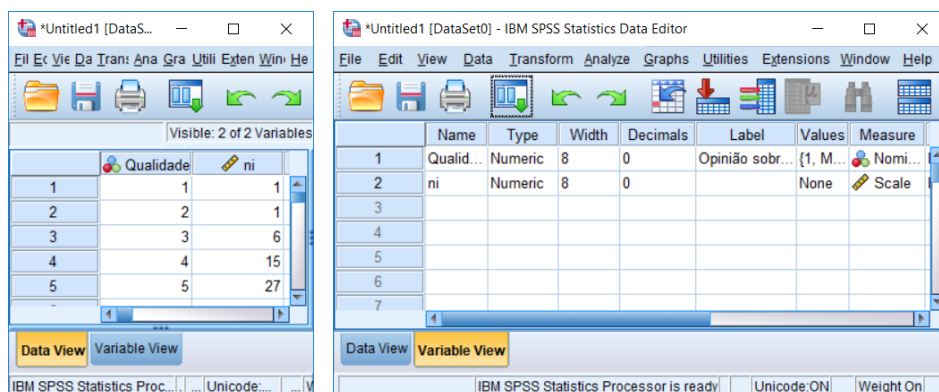 *Untitled1 [DataS...
Fil Ec Vie Da Trans Ana Gra Utili Exten Win He
Visible: 2 of 2 Variables
Qualidade ni
1 1 1
2 2 1
3 3 6
4 4 15
5 5 27
Data View Variable View
IBM SPSS Statistics Proc... ... Unicode:... ... W
*Untitled1 [DataSet0] - IBM SPSS Statistics Data Editor
File Edit View Data Transform Analyze Graphs Utilities Extensions Window Help
Name Type Width Decimals Label Values Measure
1 Qualid... Numeric 8 0 Opinião sobr... {1, M... Nomi...
2 ni Numeric 8 0 None Scale
3
4
5
6
7
Data View Variable View
IBM SPSS Statistics Processor is ready Unicode:ON Weight On